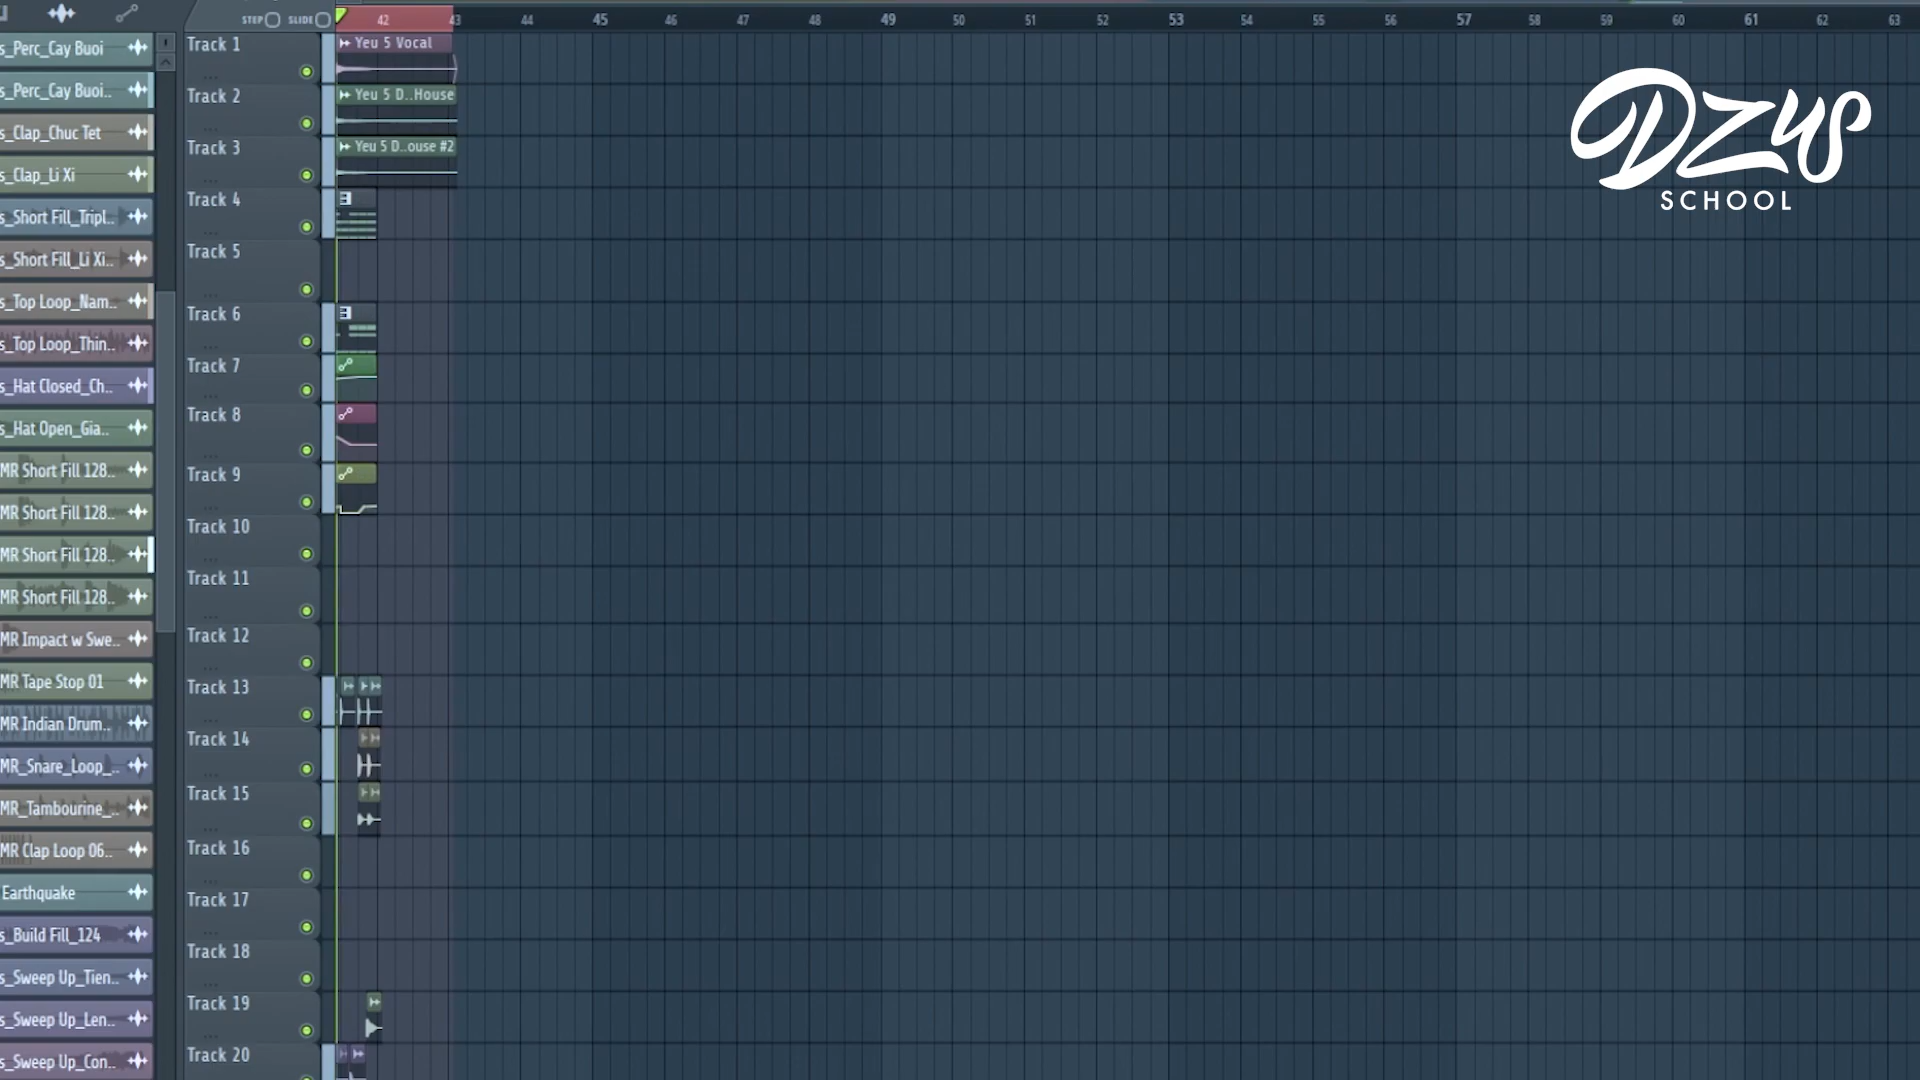 STEP SLIDE 42 43 44 45 46 47 48 49 50 51 52 53 54 55 56 57 58 59 60 61 62 63
s_Perc_Cay Buoi
s_Perc_Cay Buoi..
s_Clap_Chuc Tet
s_Clap_Li Xi
s_Short Fill_Tripl..
s_Short Fill_Li Xi..
s_Top Loop_Nam..
s_Top Loop_Thin..
s_Hat Closed_Ch..
s_Hat Open_Gia..
MR Short Fill 128..
MR Short Fill 128..
MR Short Fill 128..
MR Short Fill 128..
MR Impact w Swe..
MR Tape Stop 01
MR Indian Drum..
MR_Snare_Loop_..
MR_Tambourine_..
MR Clap Loop 06..
Earthquake
s_Build Fill_124
s_Sweep Up_Tien..
s_Sweep Up_Len..
s_Sweep Up_Con..
Track 1
Yeu 5 Vocal
Track 2
Yeu 5 D..House
Track 3
Yeu 5 D..ouse #2
Track 4
Track 5
Track 6
Track 7
Track 8
Track 9
Track 10
Track 11
Track 12
Track 13
Track 14
Track 15
Track 16
Track 17
Track 18
Track 19
Track 20
DZUS
SCHOOL